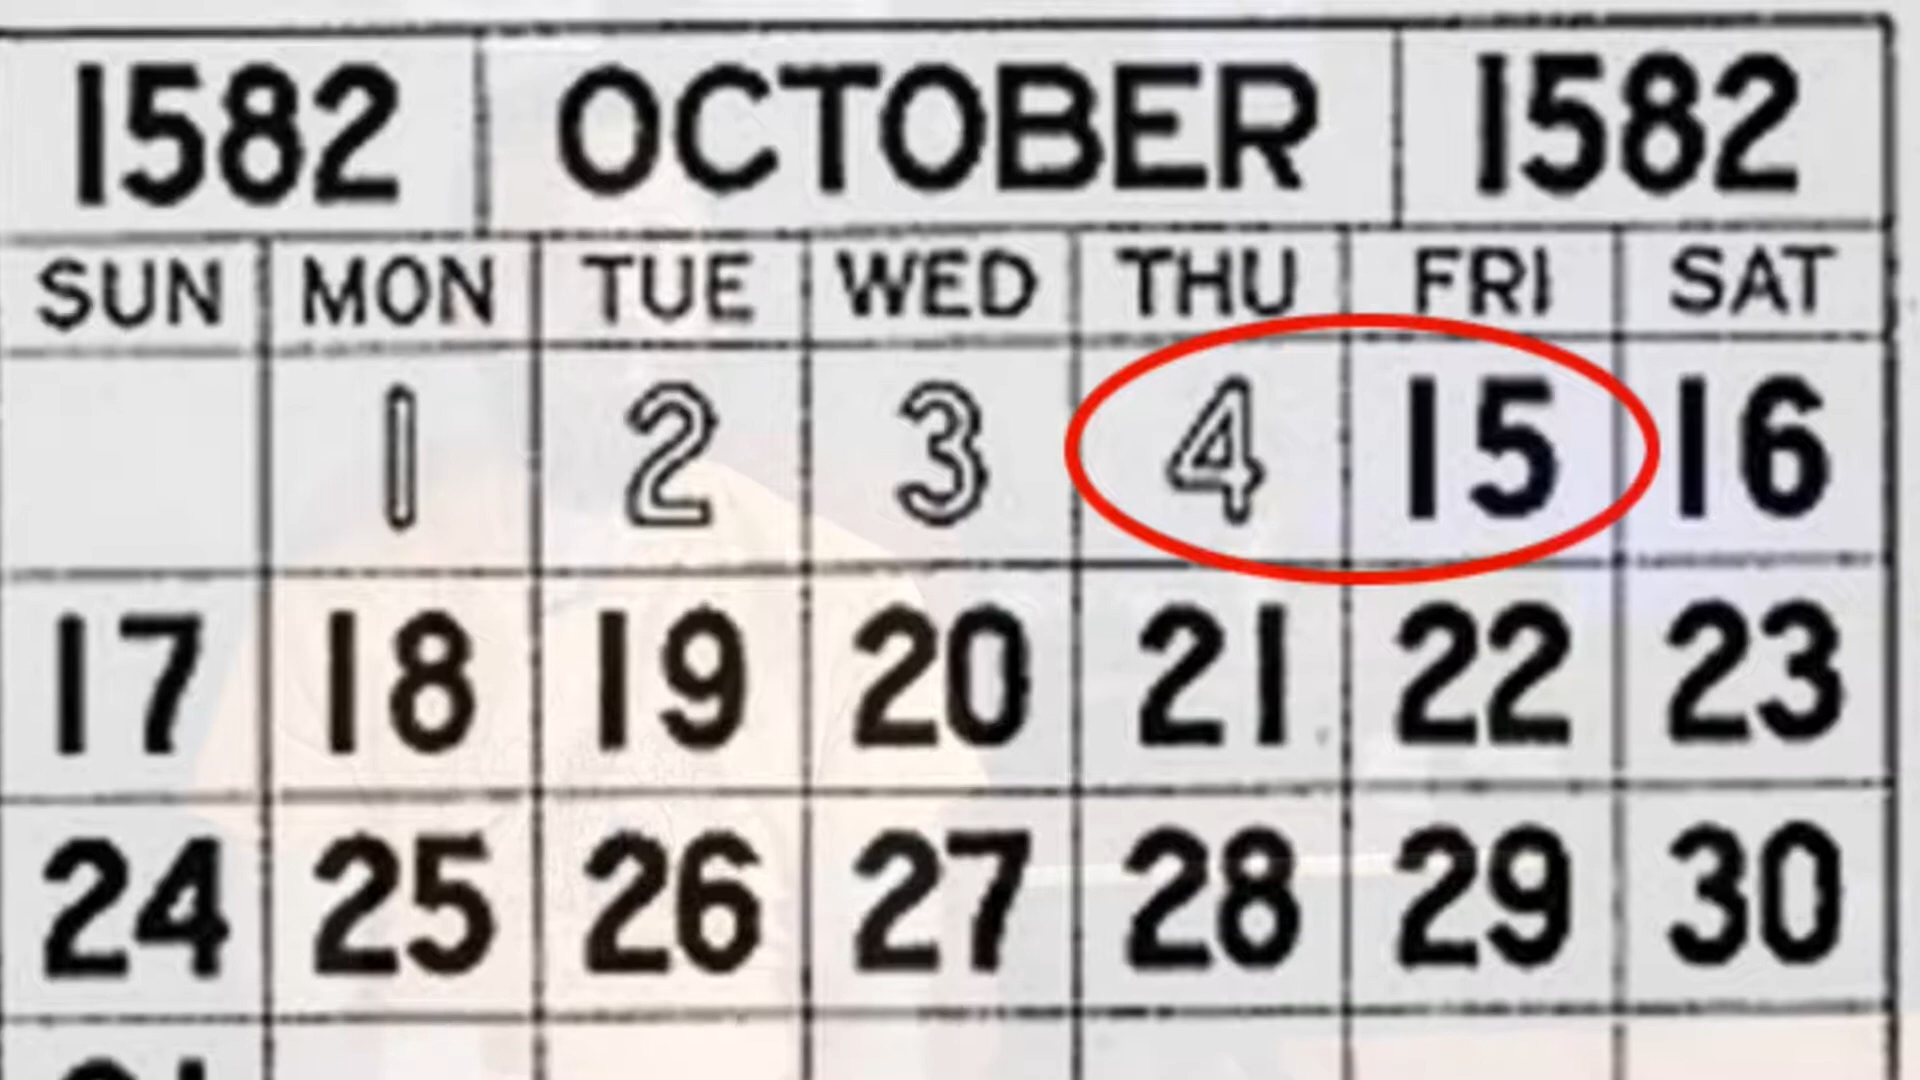 1582 OCTOBER 1582
SUN MON TUE WED THU FRI SAT
1 2 3 4 15 16
17 18 19 20 21 22 23
24 25 26 27 28 29 30